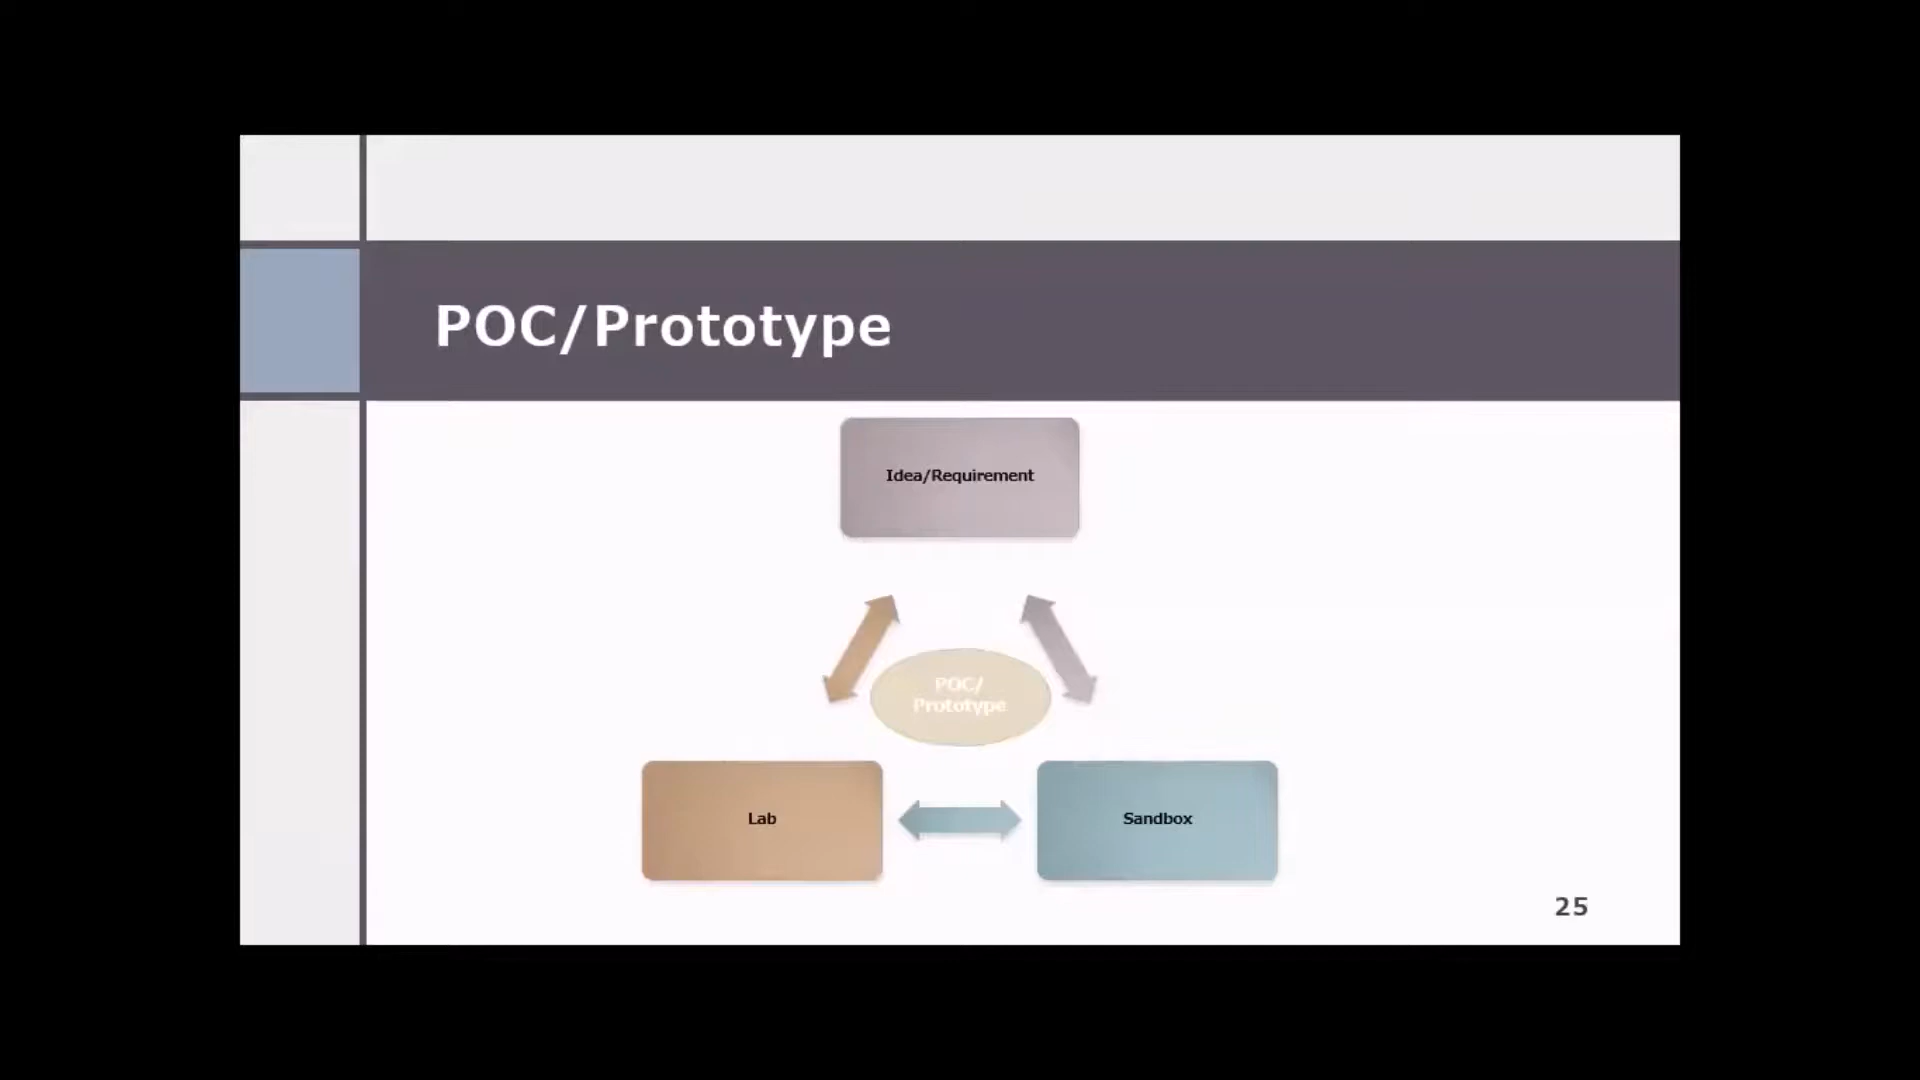 POC/Prototype
Idea/Requirement
POC/
Prototype
Lab
Sandbox
25